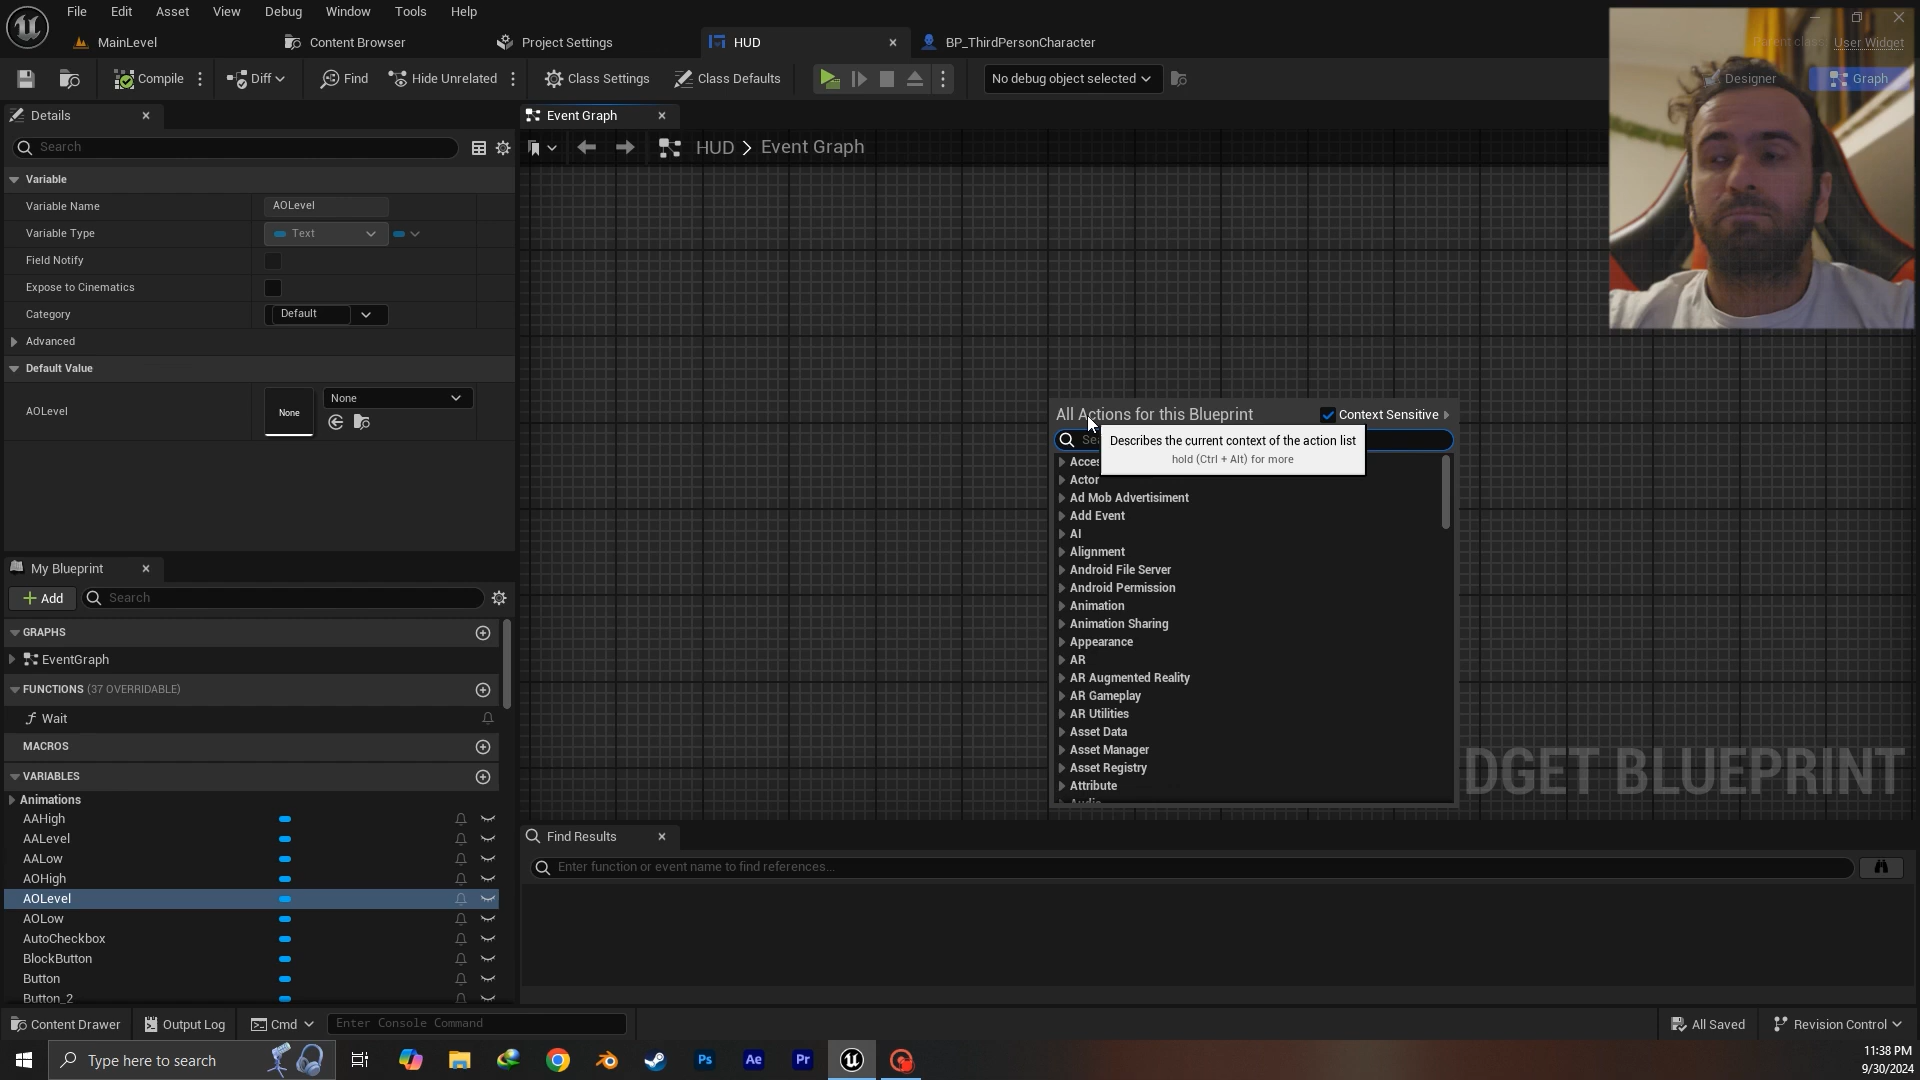 File Edit Asset View Debug Window Tools Help
MainLevel Content Browser Project Settings HUD BP_ThirdPersonCharacter Parent class: User Widget
Compile Diff Find Hide Unrelated Class Settings Class Defaults No debug object selected Designer Graph
Details Event Graph
Search HUD > Event Graph
Variable
Variable Name AOLevel
Variable Type Text
Field Notify
Expose to Cinematics
Category Default
Advanced
Default Value
AOLevel None None
All Actions for this Blueprint Context Sensitive
Describes the current context of the action list
hold (Ctrl + Alt) for more
Actor
Ad Mob Advertisiment
Add Event
AI
Alignment
Android File Server
Android Permission
Animation
Animation Sharing
Appearance
AR
AR Augmented Reality
AR Gameplay
AR Utilities
Asset Data
Asset Manager
Asset Registry
Attribute
Audio
DGET BLUEPRINT
My Blueprint
Add Search
GRAPHS
EventGraph
FUNCTIONS (37 OVERRIDABLE)
Wait
MACROS
VARIABLES
Animations
AAHigh
AALevel
AALow
AOHigh
AOLevel
AOLow
AutoCheckbox
BlockButton
Button
Button_2
Find Results
Enter function or event name to find references...
Content Drawer Output Log Cmd Enter Console Command All Saved Revision Control
Type here to search Ps Ae Pr
11:38 PM
9/30/2024